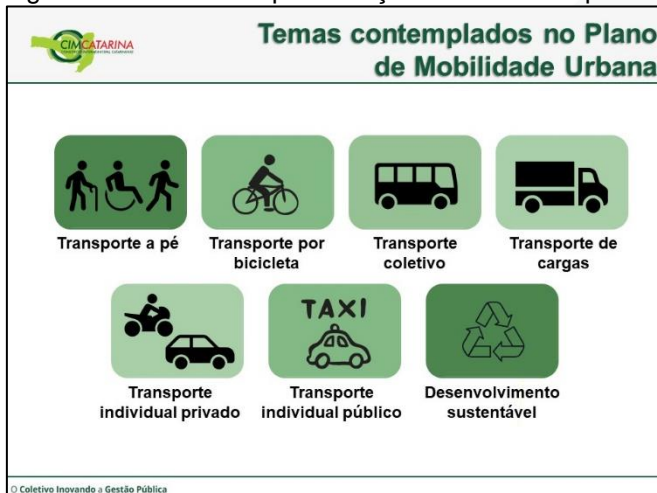 CIMCATARINA
Temas contemplados no Plano
de Mobilidade Urbana
Transporte a pé
Transporte por
bicicleta
Transporte
coletivo
Transporte de
cargas
TAXI
Transporte
individual privado
Transporte
individual público
Desenvolvimento
sustentável
O Coletivo Inovando a Gestão Pública